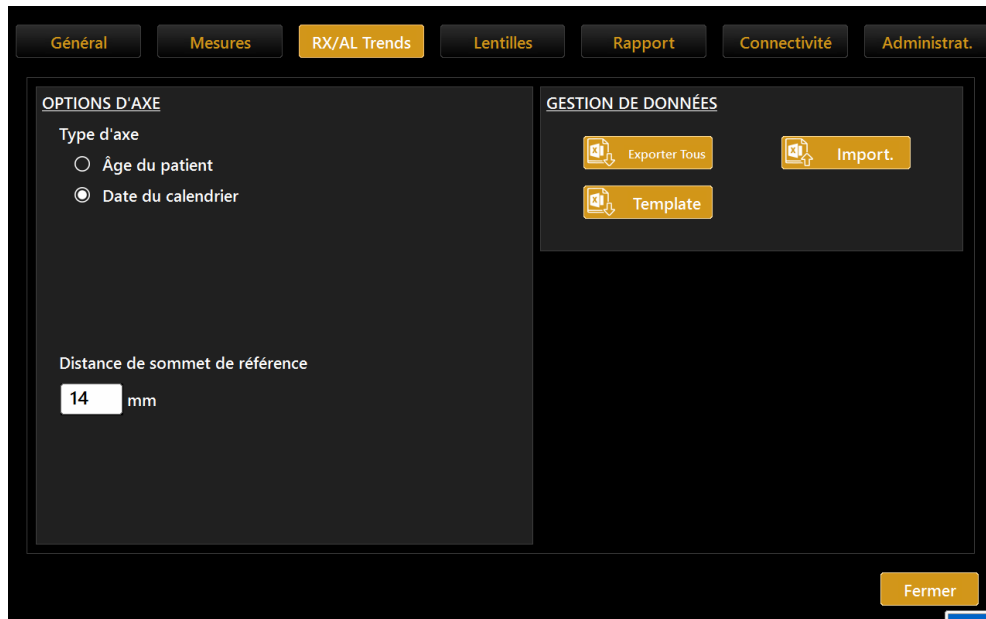 Général Mesures RX/AL Trends Lentilles Rapport Connectivité Administrat.
OPTIONS D'AXE
Type d'axe
Âge du patient
Date du calendrier
Distance de sommet de référence
14 mm
GESTION DE DONNÉES
Exporter Tous Import.
Template
Fermer